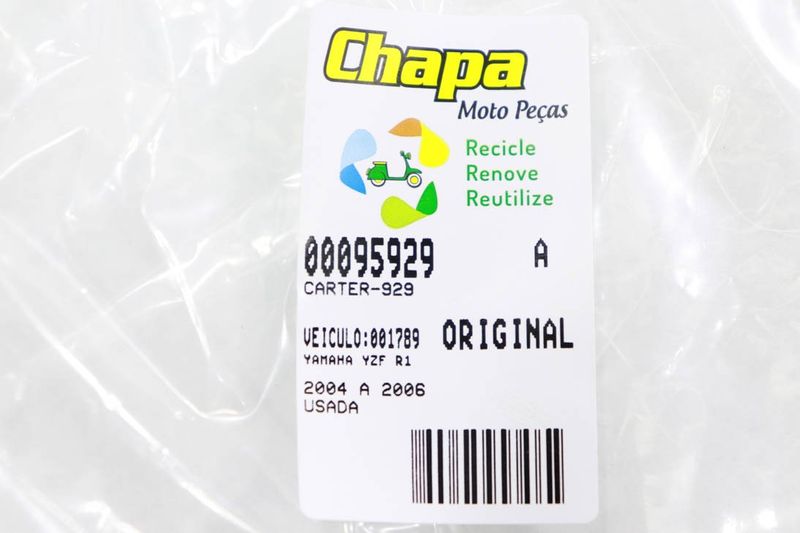 Chapa
Moto Peças
Recicle
Renove
Reutilize
00095929 A
CARTER-929
VEICULO:001789 ORIGINAL
YAMAHA YZF R1
2004 A 2006
USADA